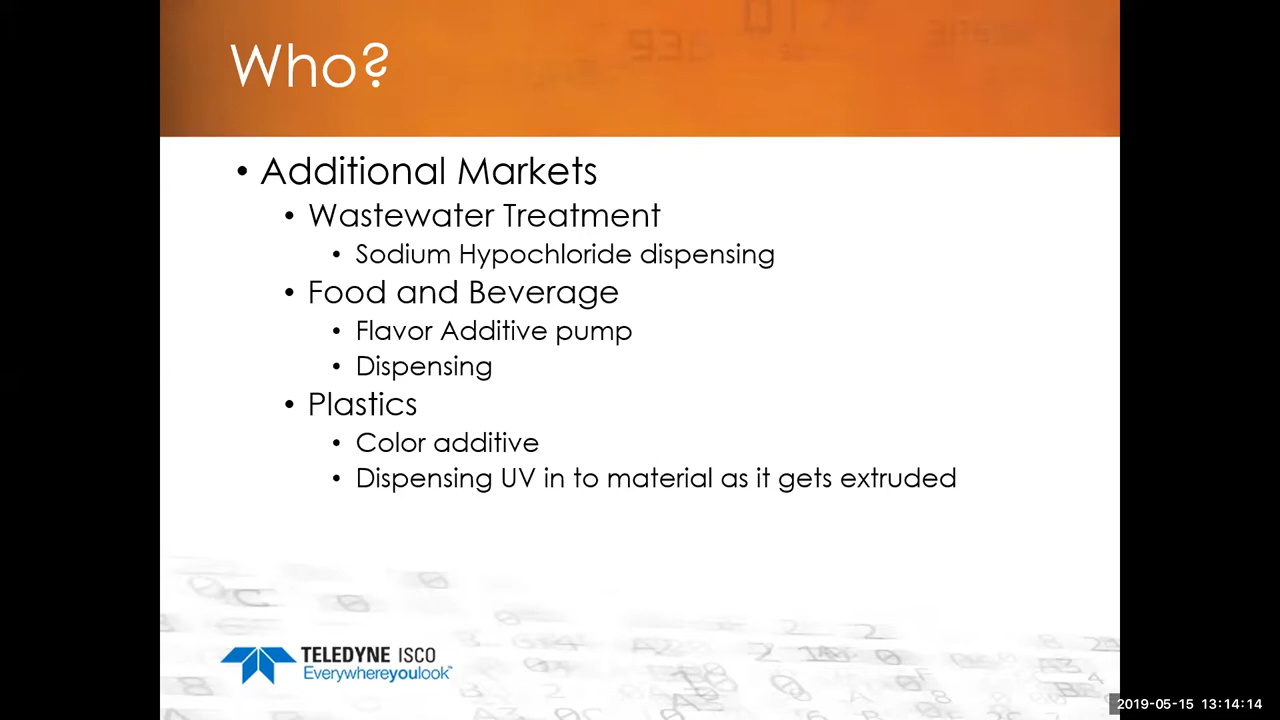 Who?
• Additional Markets
• Wastewater Treatment
• Sodium Hypochloride dispensing
• Food and Beverage
• Flavor Additive pump
• Dispensing
• Plastics
• Color additive
• Dispensing UV in to material as it gets extruded
TELEDYNE ISCO
Everywhereyoulook™
2019-05-15 13:14:14